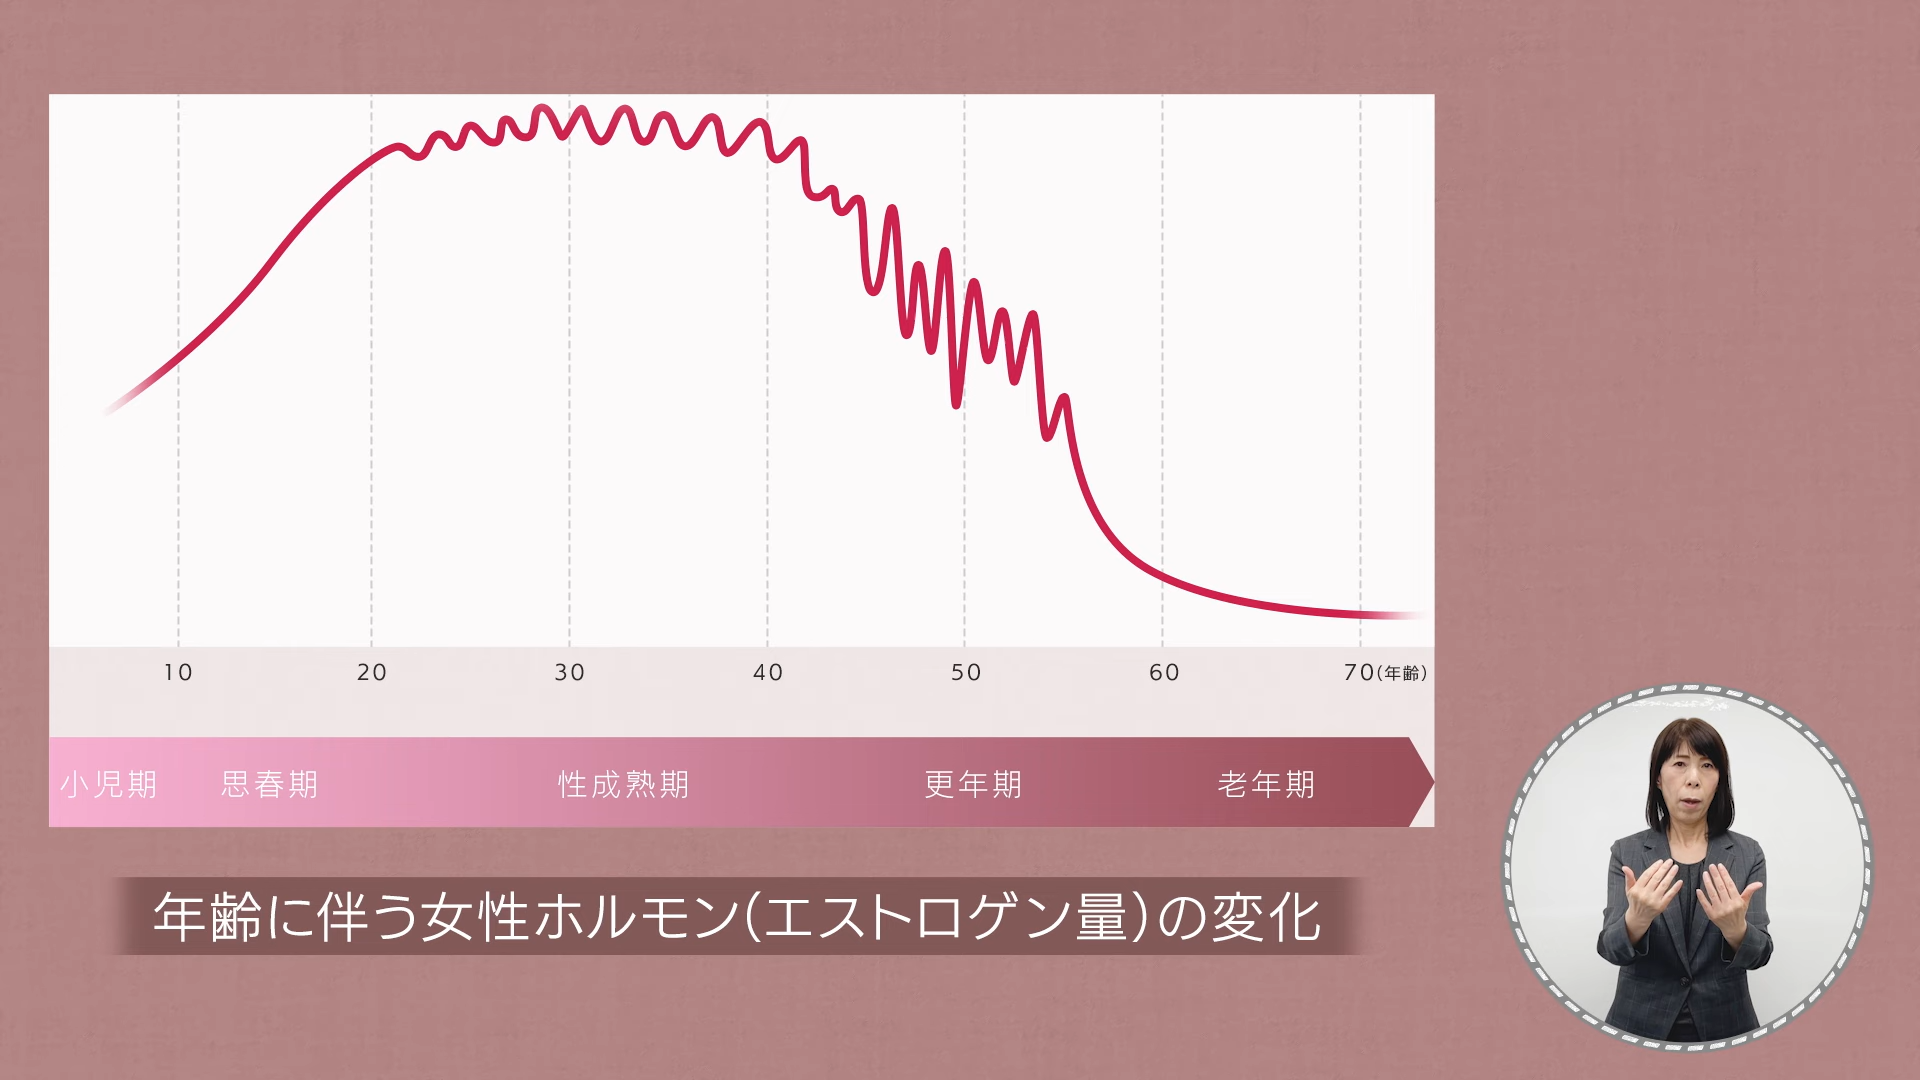 10 20 30 40 50 60 70(年齢)
小児期 思春期 性成熟期 更年期 老年期
年齢に伴う女性ホルモン(エストロゲン量)の変化